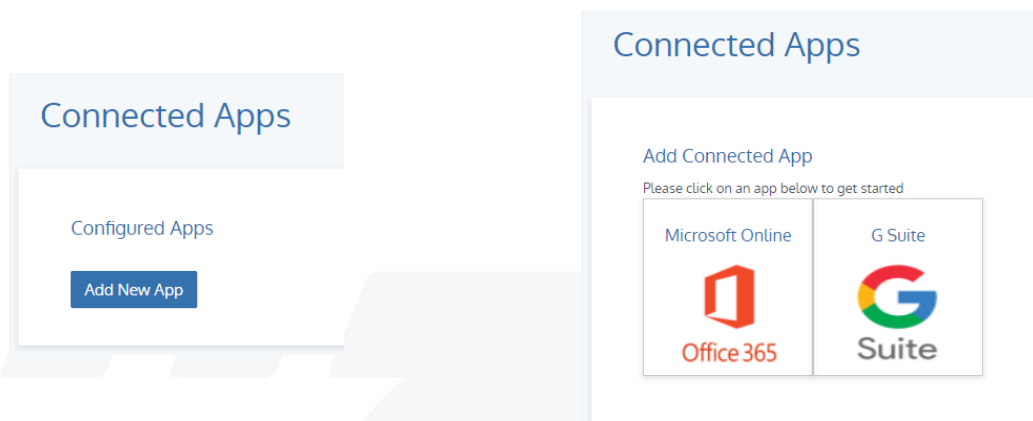 Connected Apps
Configured Apps
Add New App
Connected Apps
Add Connected App
Please click on an app below to get started
Microsoft Online
G Suite
Office 365
G
Suite